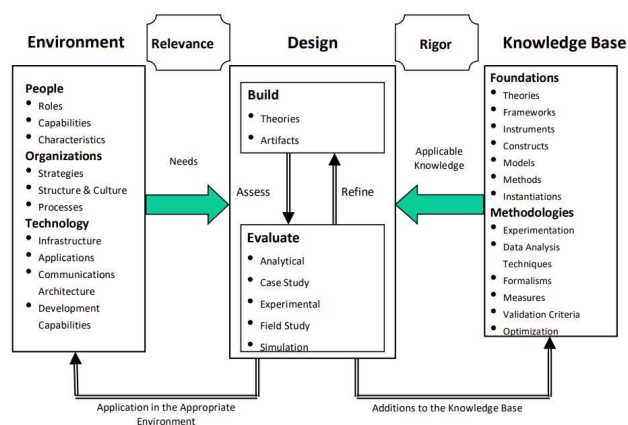 Environment
Relevance
Design
Rigor
Knowledge Base
People
• Roles
• Capabilities
• Characteristics
Organizations
• Strategies
• Structure & Culture
• Processes
Technology
• Infrastructure
• Applications
• Communications
Architecture
• Development
Capabilities
Needs
Build
• Theories
• Artifacts
Assess
Refine
Evaluate
• Analytical
• Case Study
• Experimental
• Field Study
• Simulation
Applicable
Knowledge
Foundations
• Theories
• Frameworks
• Instruments
• Constructs
• Models
• Methods
• Instantiations
Methodologies
• Experimentation
• Data Analysis
Techniques
• Formalisms
• Measures
• Validation Criteria
• Optimization
Application in the Appropriate
Environment
Additions to the Knowledge Base